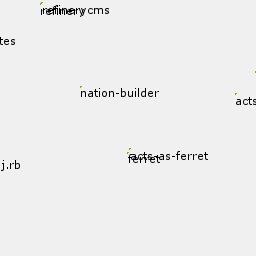 refinerycms
refinery
tes
nation-builder
acts
acts-as-ferret
ferret
j.rb